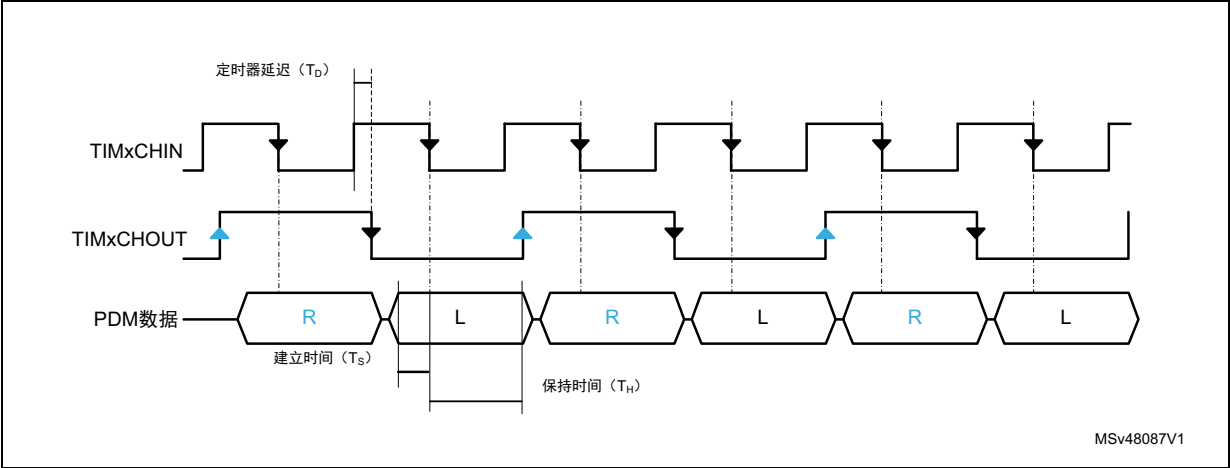 定时器延迟（TD）
TIMxCHIN
TIMxCHOUT
PDM数据
R
L
R
L
R
L
建立时间（TS）
保持时间（TH）
MSv48087V1